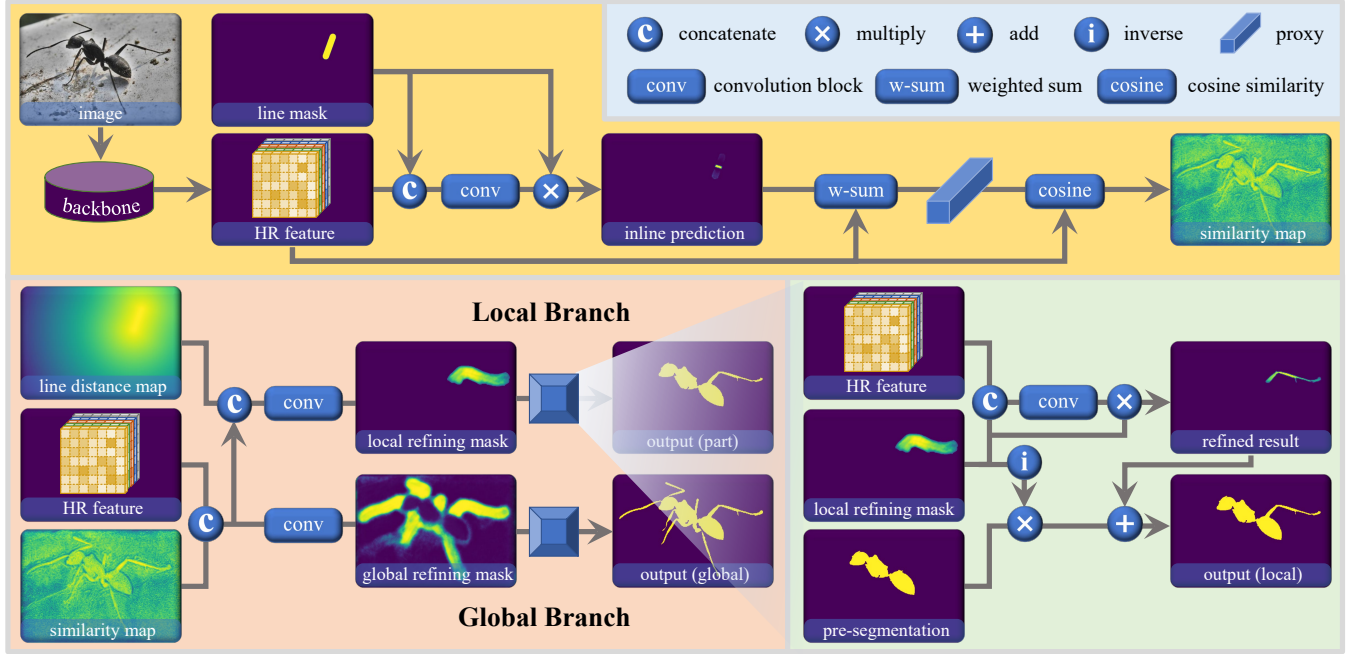 image
line mask
c concatenate
multiply
add
i inverse
proxy
conv convolution block
w-sum weighted sum
cosine cosine similarity
backbone
HR feature
c
conv
inline prediction
w-sum
cosine
similarity map
Local Branch
line distance map
HR feature
similarity map
c
conv
local refining mask
output (part)
c
conv
global refining mask
output (global)
Global Branch
HR feature
c
conv
refined result
local refining mask
i
pre-segmentation
output (local)